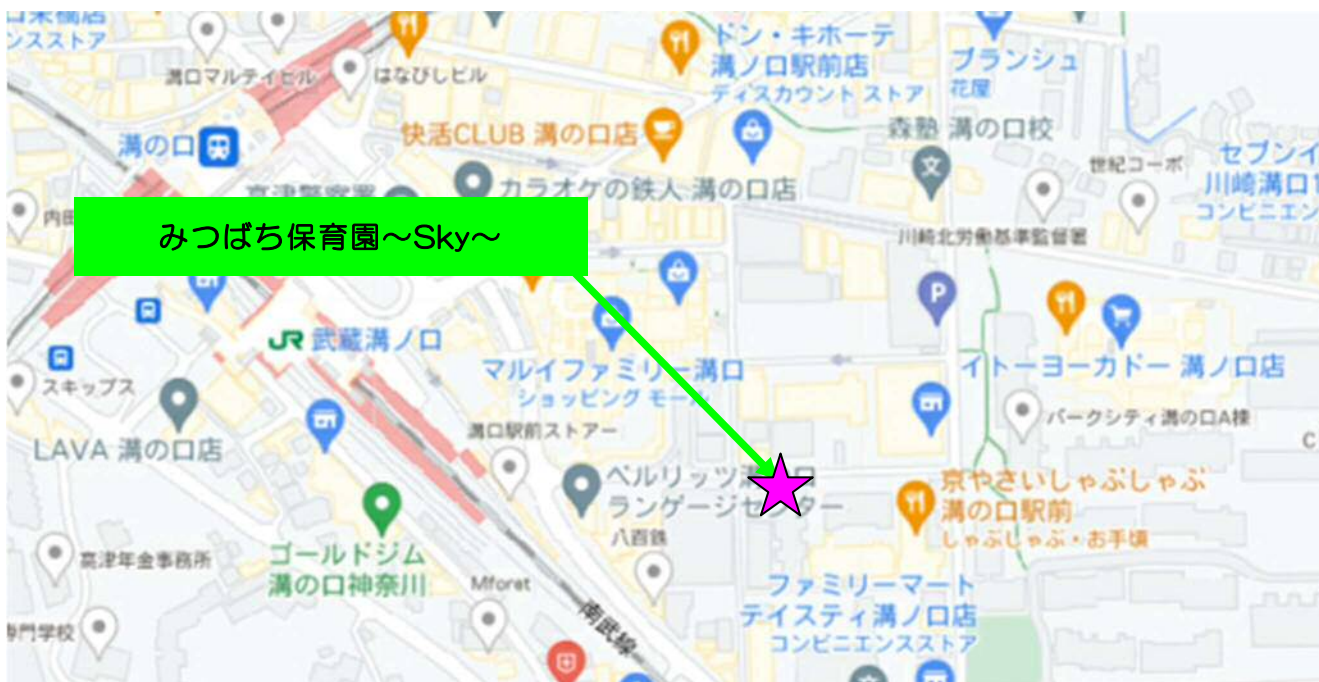 ンスストア
溝口マルテイビル
はなびしビル
ドン・キホーテ
溝ノ口駅前店
ディスカウント ストア
ブランシュ
花屋
溝の口
快活CLUB 溝の口店
森塾 溝の口校
世紀コーポ
セブンイ
川崎溝口1
コンビニエン
高津警察署
カラオケの鉄人 溝の口店
内田
川崎北労働基準監督署
みつばち保育園～Sky～
JR 武蔵溝ノ口
マルイファミリー溝口
ショッピング モール
イトーヨーカドー 溝ノ口店
スキップス
LAVA 溝の口店
溝口駅前ストアー
パークシティ溝の口A棟
C
ベルリッツ溝の口
ランゲージセンター
京やさいしゃぶしゃぶ
溝の口駅前
しゃぶしゃぶ・お手頃
八百鉄
高津年金事務所
ゴールドジム
溝の口神奈川
Mforet
南武線
ファミリーマート
テイスティ溝ノ口店
コンビニエンスストア
専門学校
P